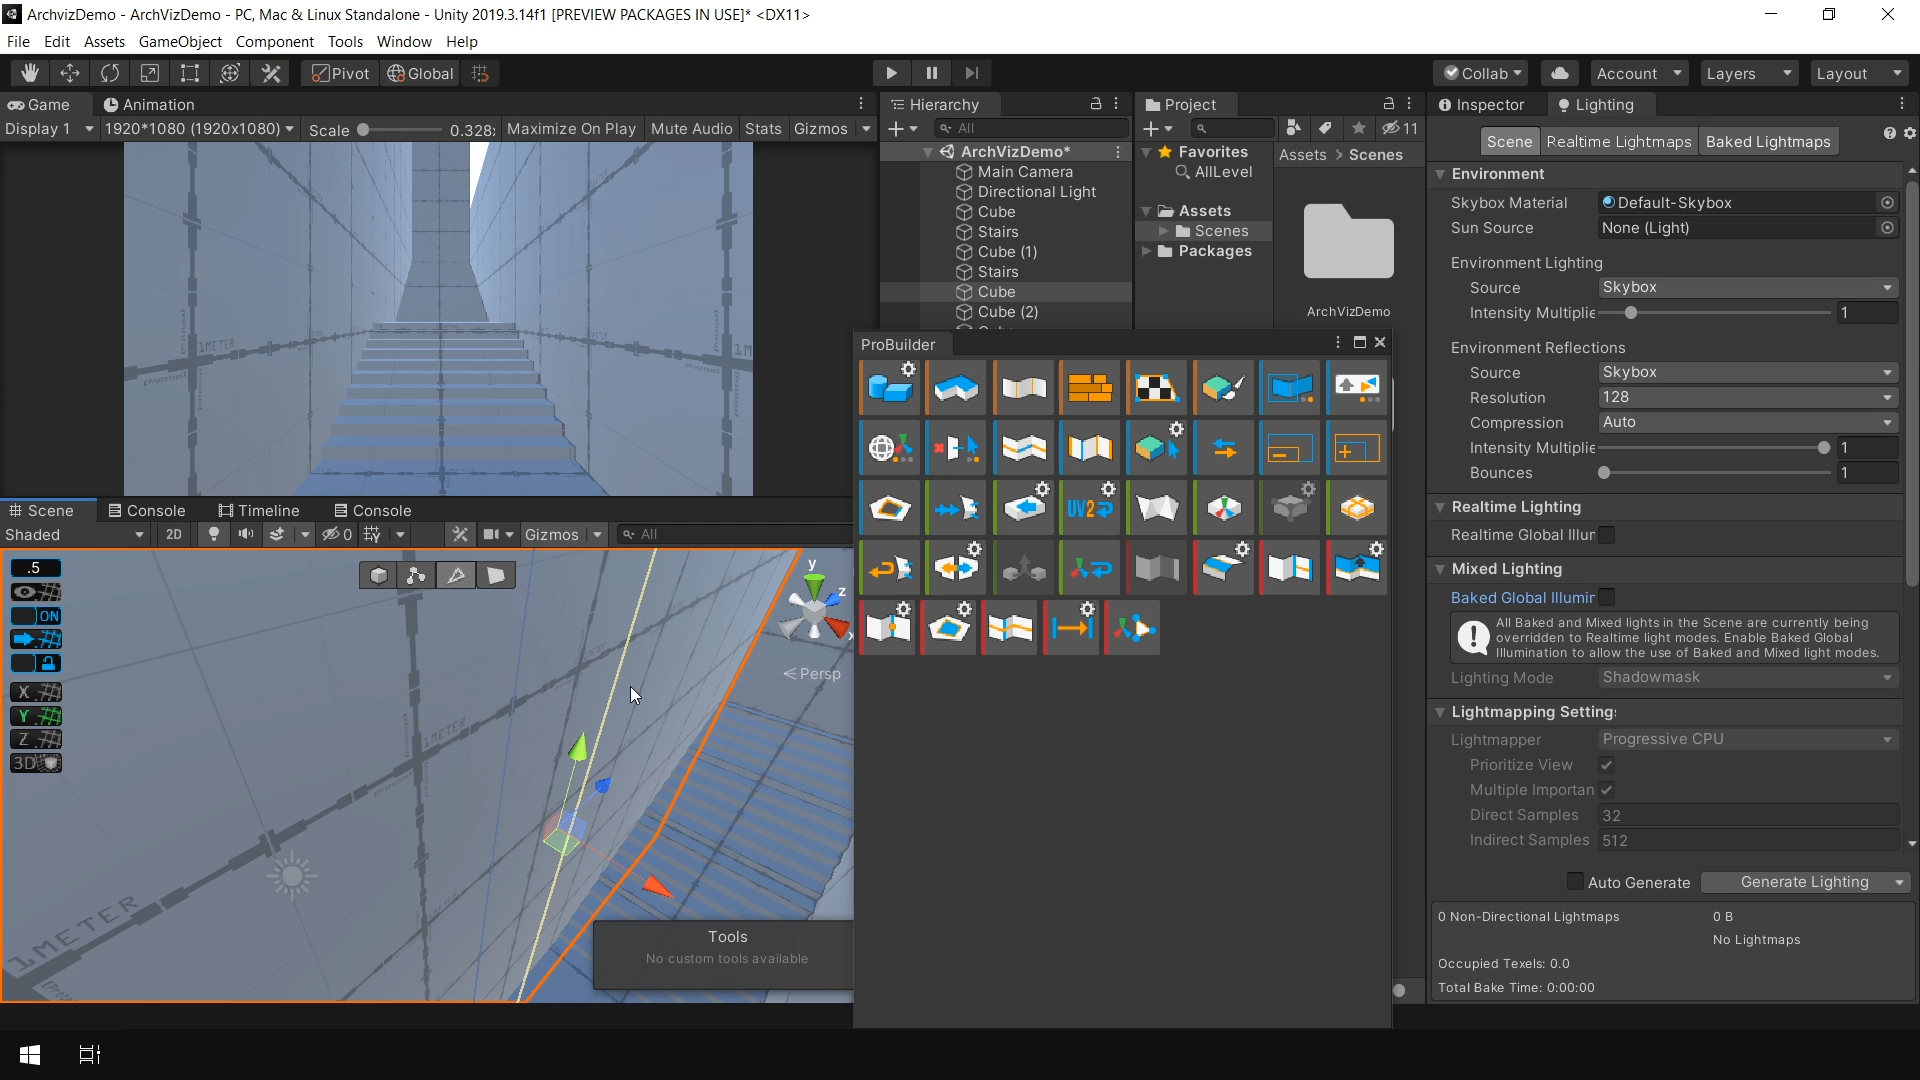 ArchvizDemo - ArchVizDemo - PC, Mac & Linux Standalone - Unity 2019.3.14f1 [PREVIEW PACKAGES IN USE]* <DX11>
File Edit Assets GameObject Component Tools Window Help
Pivot Global Collab Account Layers Layout
Game Animation
Display 1 1920*1080 (1920x1080) Scale 0.328: Maximize On Play Mute Audio Stats Gizmos
1METER
Hierarchy
All
ArchVizDemo*
Main Camera
Directional Light
Cube
Stairs
Cube (1)
Stairs
Cube
Cube (2)
Project
11
Favorites
AllLevel
Assets
Scenes
Packages
Assets > Scenes
ArchVizDemo
ProBuilder
UV2
Scene Console Timeline Console
Shaded 2D 0 Gizmos All
.5
ON
X
Y
Z
3D
y
z
x
< Persp
1METER
1METER
Tools
No custom tools available
Inspector Lighting
Scene Realtime Lightmaps Baked Lightmaps
Environment
Skybox Material Default-Skybox
Sun Source None (Light)
Environment Lighting
Source Skybox
Intensity Multiplie 1
Environment Reflections
Source Skybox
Resolution 128
Compression Auto
Intensity Multiplie 1
Bounces 1
Realtime Lighting
Realtime Global Illur
Mixed Lighting
Baked Global Illumir
All Baked and Mixed lights in the Scene are currently being
overridden to Realtime light modes. Enable Baked Global
Illumination to allow the use of Baked and Mixed light modes.
Lighting Mode Shadowmask
Lightmapping Setting:
Lightmapper Progressive CPU
Prioritize View
Multiple Importan
Direct Samples 32
Indirect Samples 512
Auto Generate Generate Lighting
0 Non-Directional Lightmaps 0 B
No Lightmaps
Occupied Texels: 0.0
Total Bake Time: 0:00:00